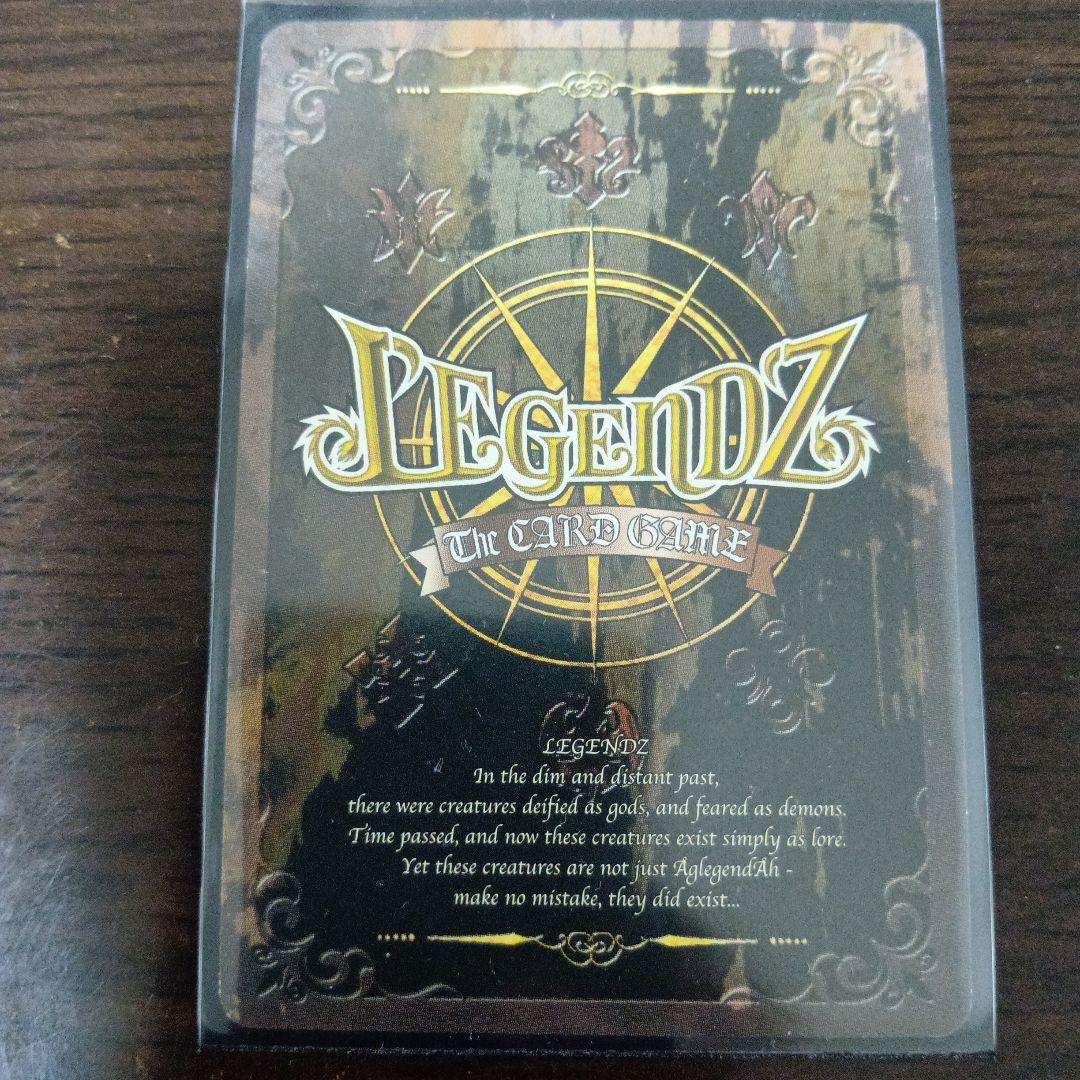 LEGENDZ
The CARD GAME
LEGENDZ
In the dim and distant past,
there were creatures deified as gods, and feared as demons.
Time passed, and now these creatures exist simply as lore.
Yet these creatures are not just ÅglegendÅh -
make no mistake, they did exist...